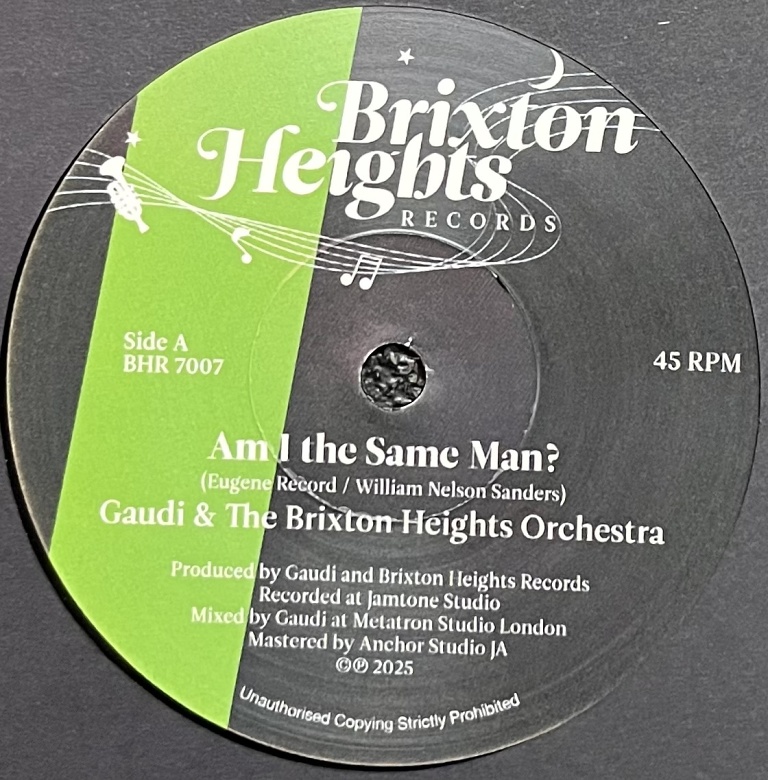 Brixton
Heights
RECORDS
Side A
BHR 7007
45 RPM
Am I the Same Man?
(Eugene Record / William Nelson Sanders)
Gaudi & The Brixton Heights Orchestra
Produced by Gaudi and Brixton Heights Records
Recorded at Jamtone Studio
Mixed by Gaudi at Metatron Studio London
Mastered by Anchor Studio JA
©℗ 2025
Unauthorised Copying Strictly Prohibited